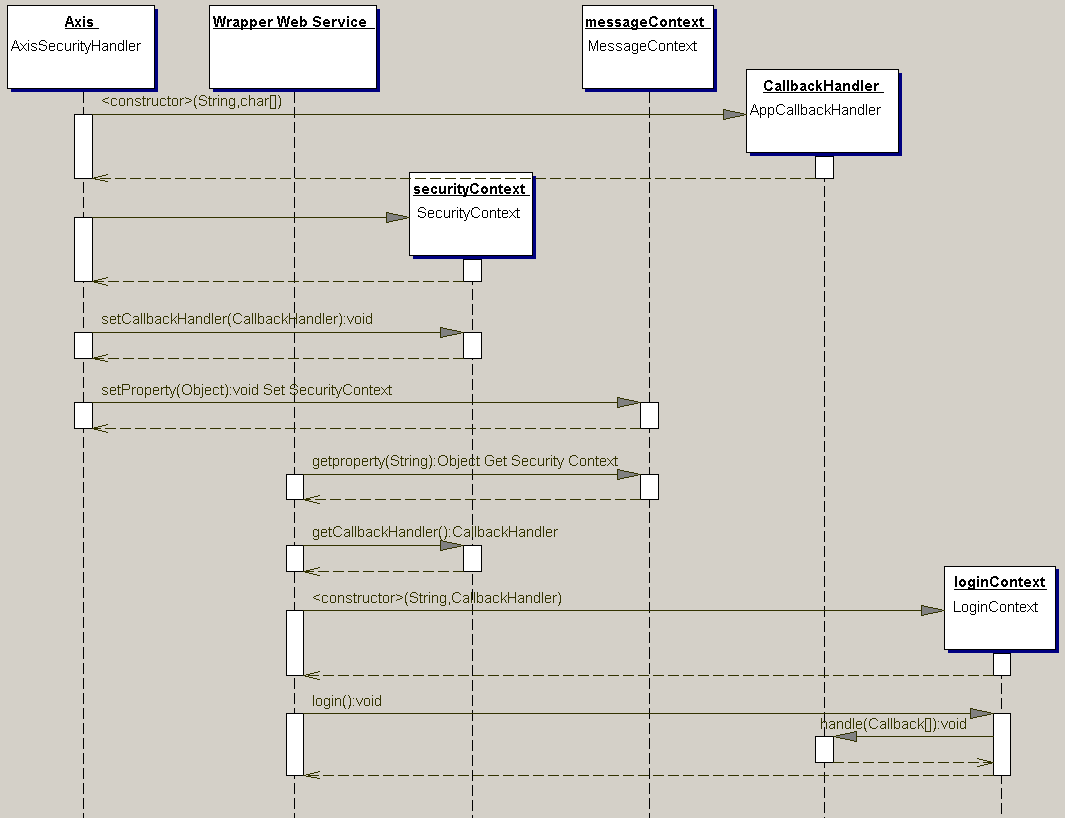 Axis
AxisSecurityHandler
Wrapper Web Service
messageContext
MessageContext
CallbackHandler
AppCallbackHandler
<constructor>(String,char[])
securityContext
SecurityContext
setCallbackHandler(CallbackHandler):void
setProperty(Object):void Set SecurityContext
getproperty(String):Object Get Security Context
getCallbackHandler():CallbackHandler
loginContext
LoginContext
<constructor>(String,CallbackHandler)
login():void
handle(Callback[]):void